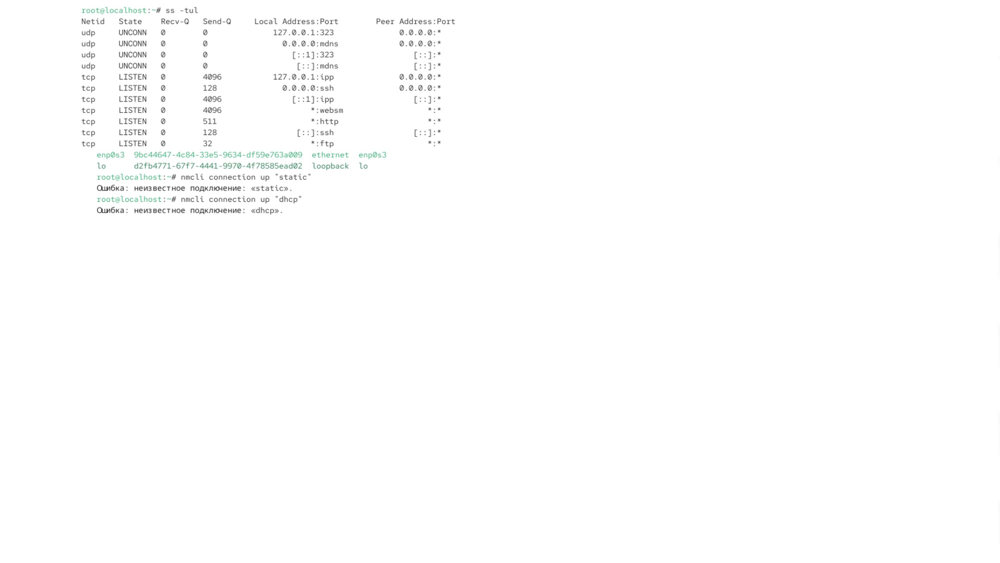 root@localhost:~# ss -tul
Netid State Recv-Q Send-Q Local Address:Port Peer Address:Port
udp UNCONN 0 0 127.0.0.1:323 0.0.0.0:*
udp UNCONN 0 0 0.0.0.0:mdns 0.0.0.0:*
udp UNCONN 0 0 [::1]:323 [::]:*
udp UNCONN 0 0 [::]:mdns [::]:*
tcp LISTEN 0 4096 127.0.0.1:ipp 0.0.0.0:*
tcp LISTEN 0 128 0.0.0.0:ssh 0.0.0.0:*
tcp LISTEN 0 4096 [::1]:ipp [::]:*
tcp LISTEN 0 4096 *:websm *:*
tcp LISTEN 0 511 *:http *:*
tcp LISTEN 0 128 [::]:ssh [::]:*
tcp LISTEN 0 32 *:ftp *:*
enp0s3 9bc44647-4c84-33e5-9634-df59e763a009 ethernet enp0s3
lo d2fb4771-67f7-4441-9970-4f78585ead02 loopback lo
root@localhost:~# nmcli connection up "static"
Ошибка: неизвестное подключение: «static».
root@localhost:~# nmcli connection up "dhcp"
Ошибка: неизвестное подключение: «dhcp».